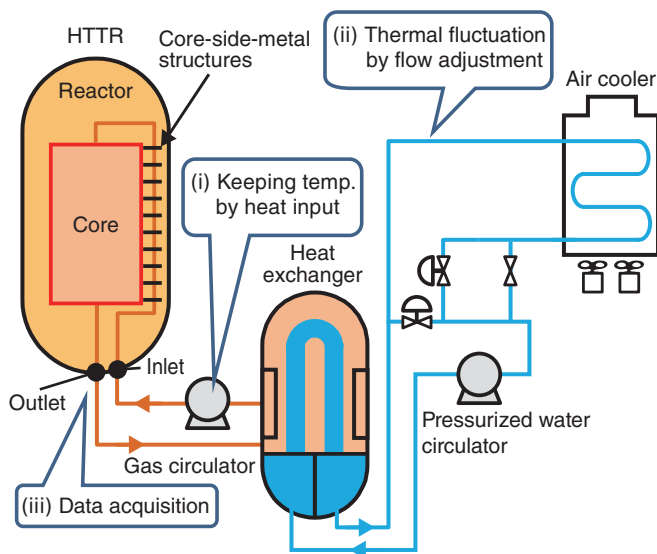 HTTR
Core-side-metal
structures
(ii) Thermal fluctuation
by flow adjustment
Air cooler
Reactor
(i) Keeping temp.
by heat input
Core
Heat
exchanger
Inlet
Outlet
Gas circulator
Pressurized water
circulator
(iii) Data acquisition